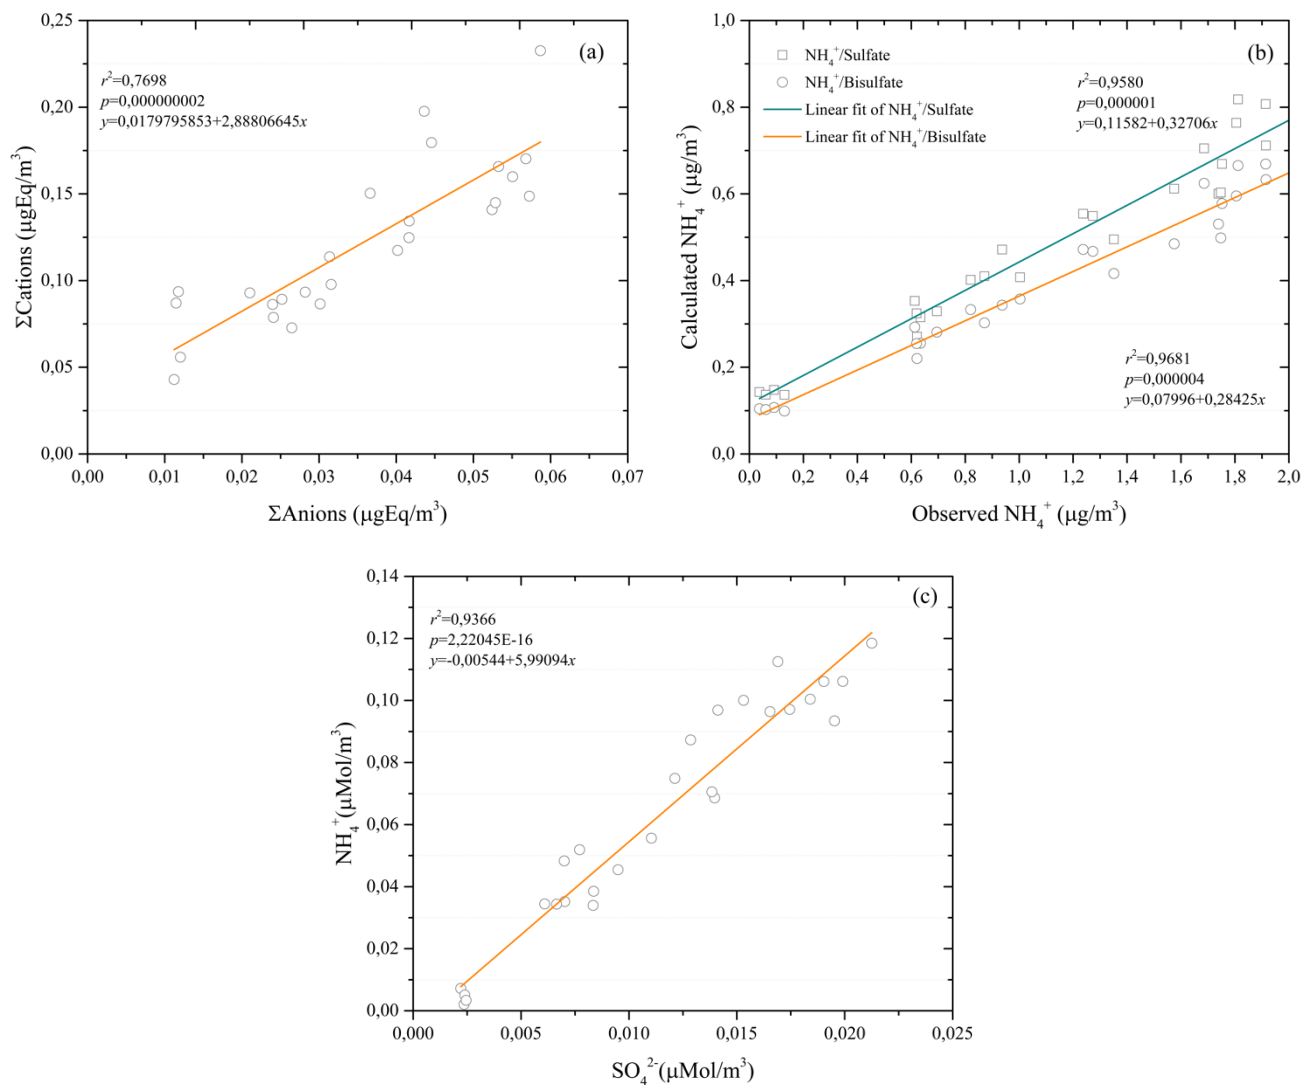 (a)
r²=0,7698
p=0,000000002
y=0,0179795853+2,88806645x
0,25
0,20
0,15
0,10
0,05
0,00
ΣCations (μgEq/m³)
0,00 0,01 0,02 0,03 0,04 0,05 0,06 0,07
ΣAnions (μgEq/m³)
(b)
NH₄⁺/Sulfate
NH₄⁺/Bisulfate
Linear fit of NH₄⁺/Sulfate
Linear fit of NH₄⁺/Bisulfate
r²=0,9580
p=0,000001
y=0,11582+0,32706x
r²=0,9681
p=0,000004
y=0,07996+0,28425x
1,0
0,8
0,6
0,4
0,2
0,0
Calculated NH₄⁺ (μg/m³)
0,0 0,2 0,4 0,6 0,8 1,0 1,2 1,4 1,6 1,8 2,0
Observed NH₄⁺ (μg/m³)
(c)
r²=0,9366
p=2,22045E-16
y=-0,00544+5,99094x
0,14
0,12
0,10
0,08
0,06
0,04
0,02
0,00
NH₄⁺(μMol/m³)
0,000 0,005 0,010 0,015 0,020 0,025
SO₄²⁻(μMol/m³)